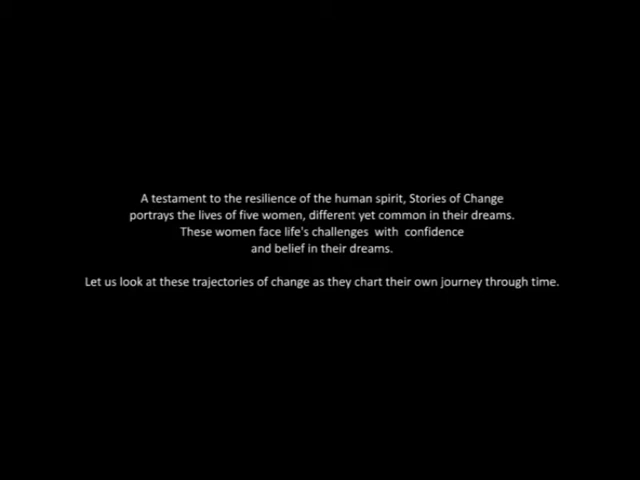 A testament to the resilience of the human spirit, Stories of Change
portrays the lives of five women, different yet common in their dreams.
These women face life's challenges  with  confidence
and belief in their dreams.
Let us look at these trajectories of change as they chart their own journey through time.